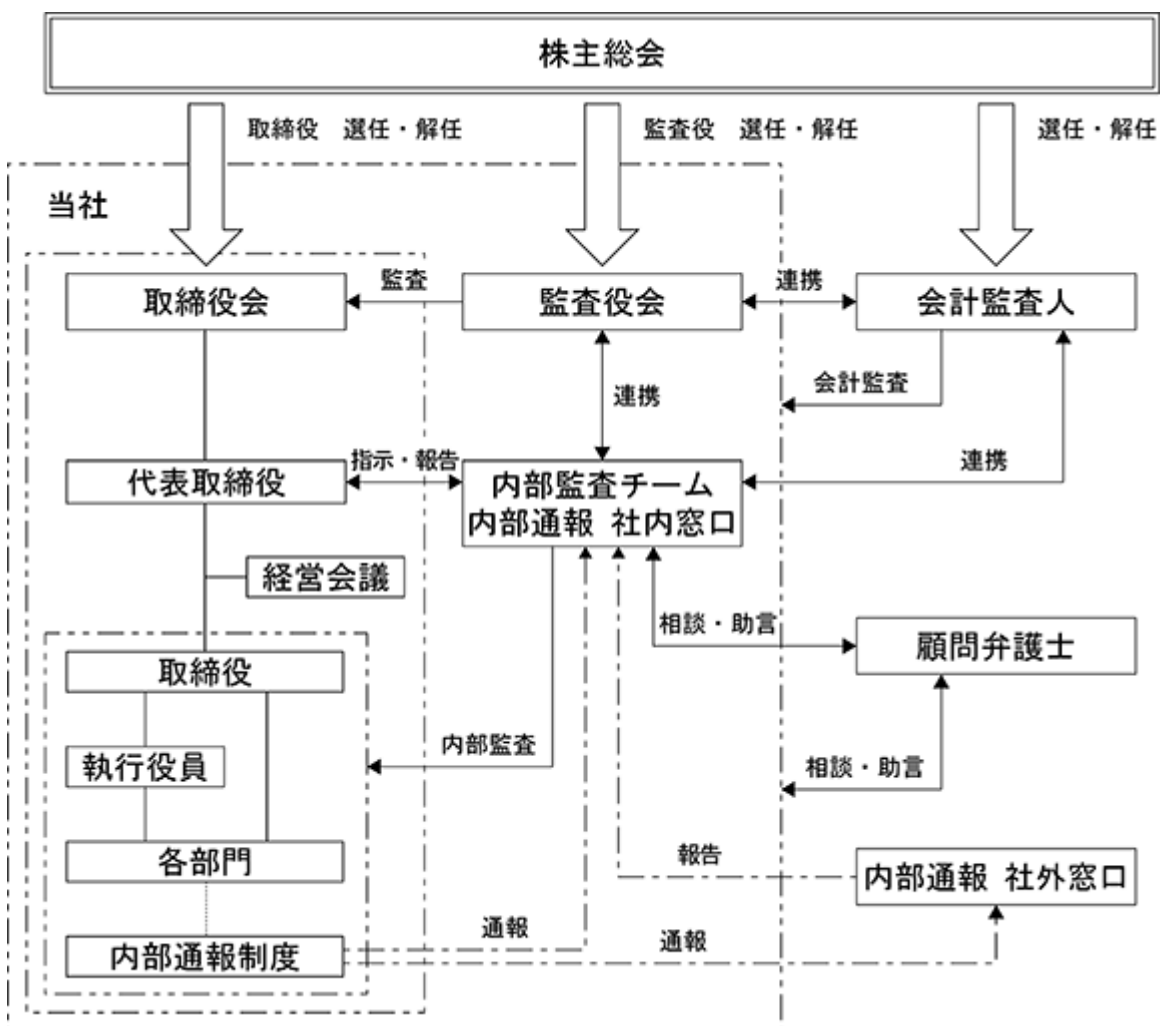 株主総会
取締役 選任・解任
監査役 選任・解任
選任・解任
当社
取締役会
監査
監査役会
連携
会計監査人
会計監査
連携
代表取締役
指示・報告
内部監査チーム
内部通報 社内窓口
連携
経営会議
相談・助言
顧問弁護士
取締役
内部監査
執行役員
相談・助言
各部門
報告
内部通報 社外窓口
内部通報制度
通報
通報